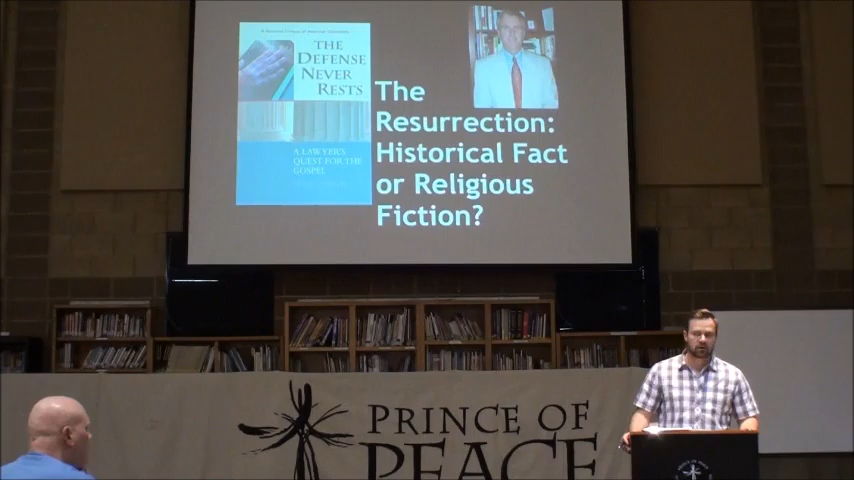 THE
DEFENSE
NEVER
RESTS
A LAWYER'S
QUEST FOR THE
GOSPEL
The
Resurrection:
Historical Fact
or Religious
Fiction?
PRINCE OF
PEACE